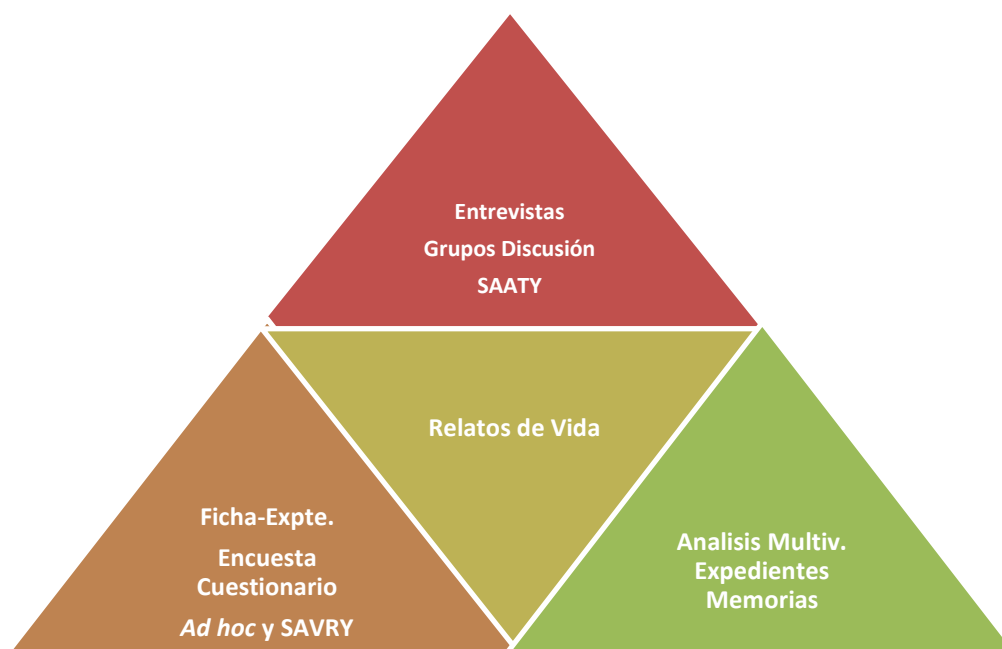 Entrevistas
Grupos Discusión
SAATY
Relatos de Vida
Ficha-Expte.
Encuesta
Cuestionario
Ad hoc y SAVRY
Analisis Multiv.
Expedientes
Memorias